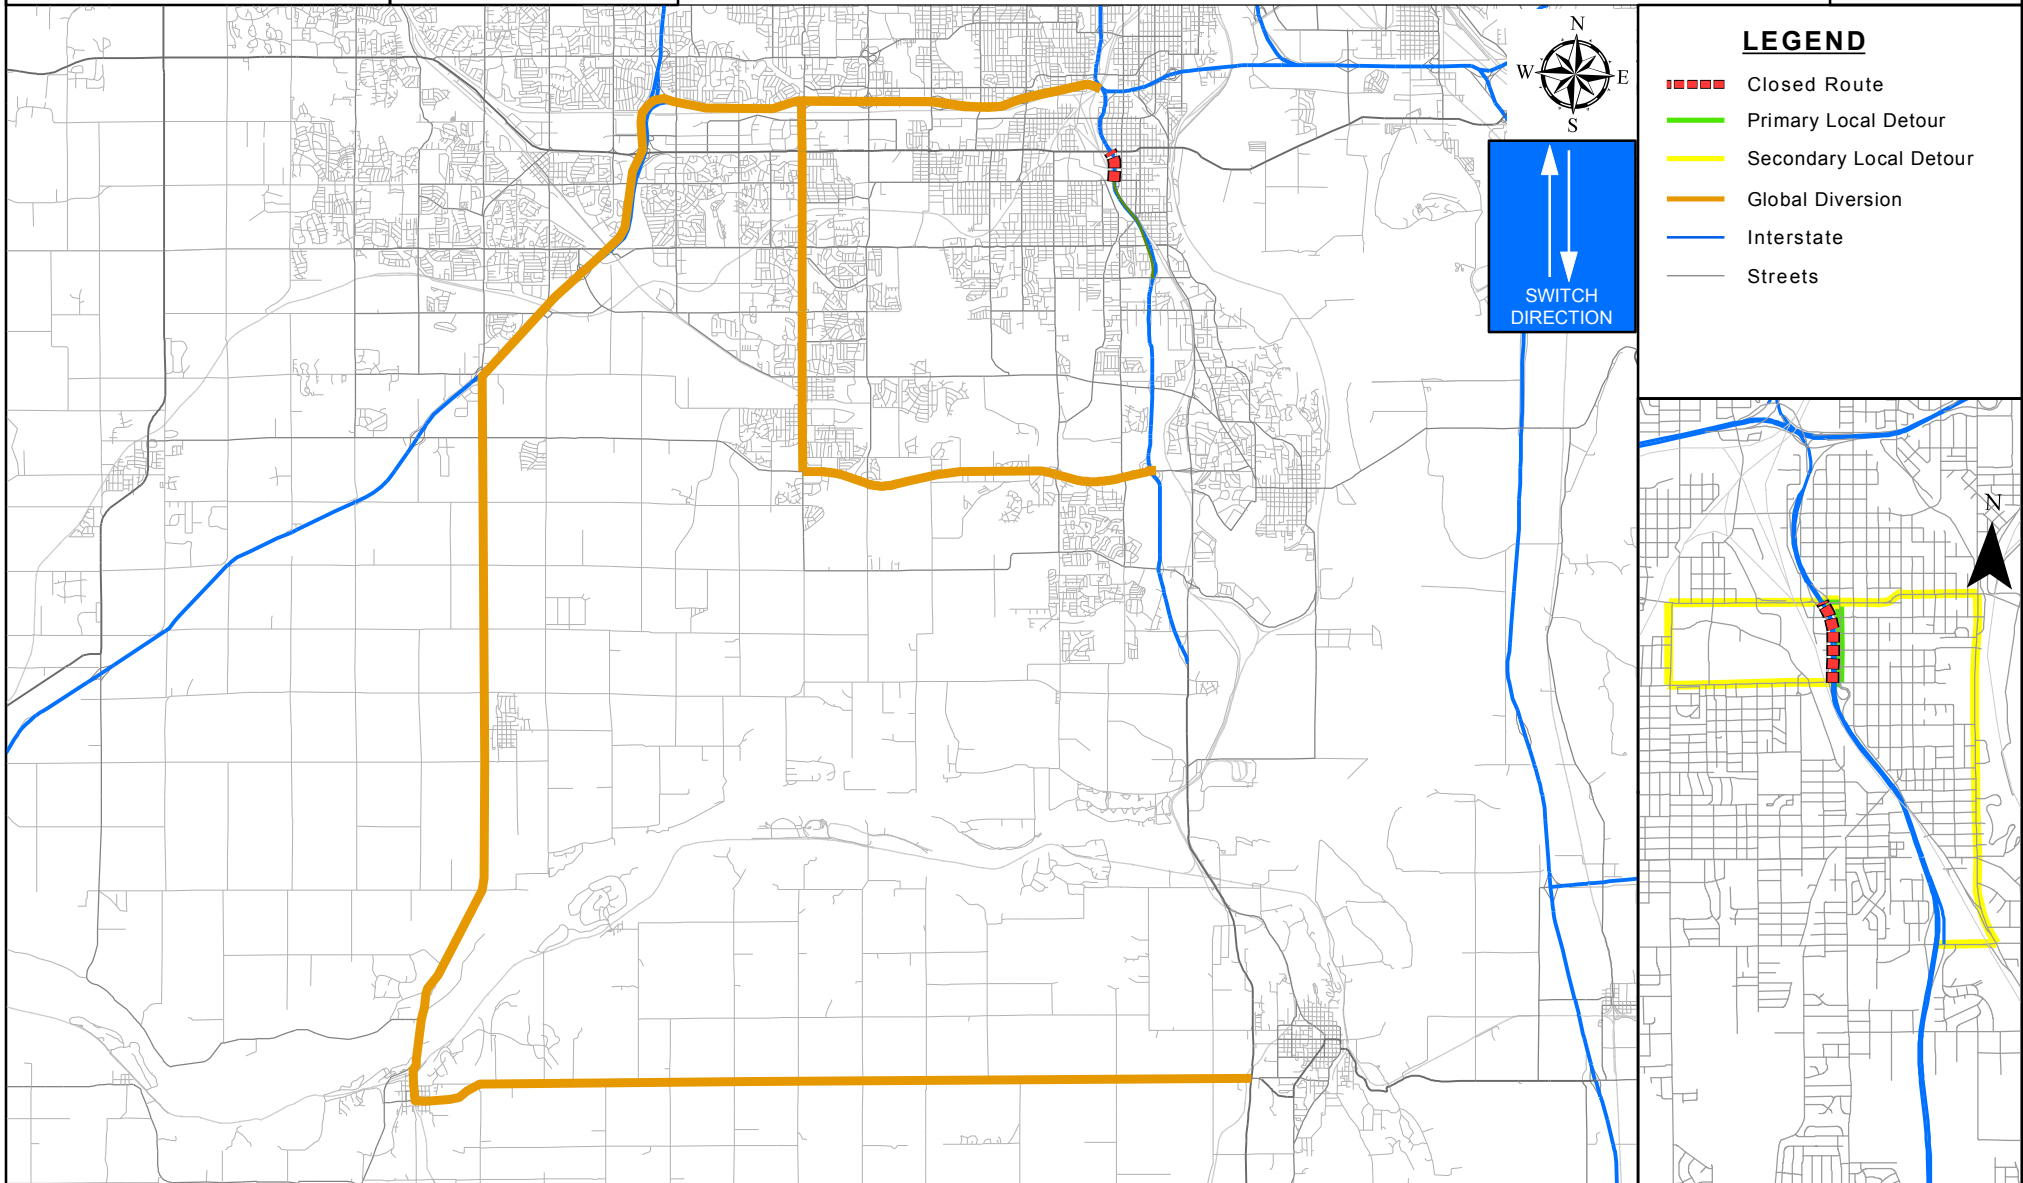 N
W
E
S
SWITCH
DIRECTION
LEGEND
Closed Route
Primary Local Detour
Secondary Local Detour
Global Diversion
Interstate
Streets
N